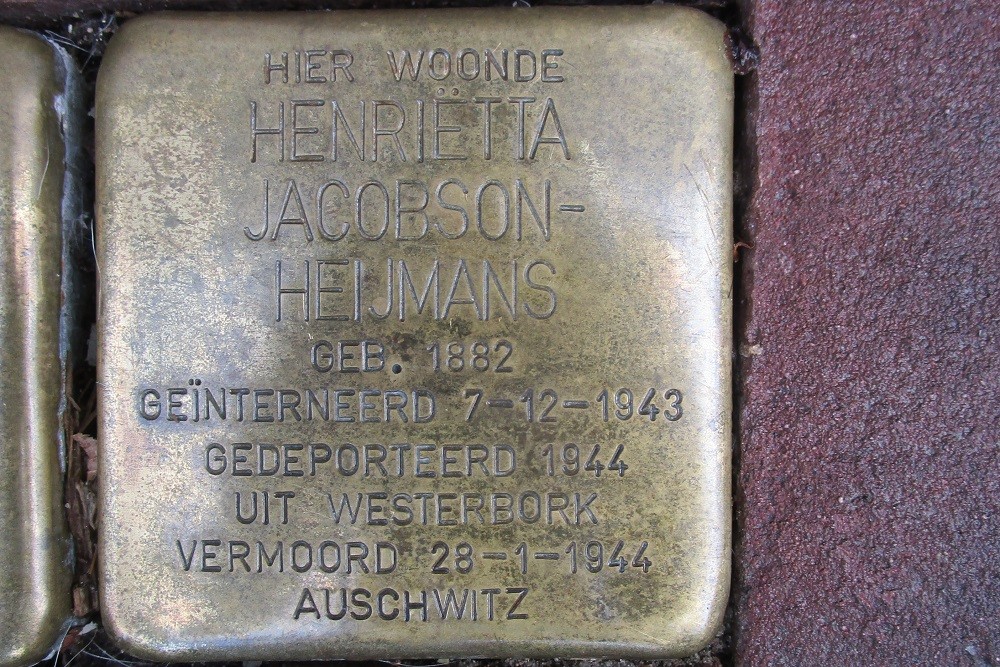 HIER WOONDE
HENRIËTTA
JACOBSON-
HEIJMANS
GEB. 1882
GEÏNTERNEERD 7-12-1943
GEDEPORTEERD 1944
UIT WESTERBORK
VERMOORD 28-1-1944
AUSCHWITZ